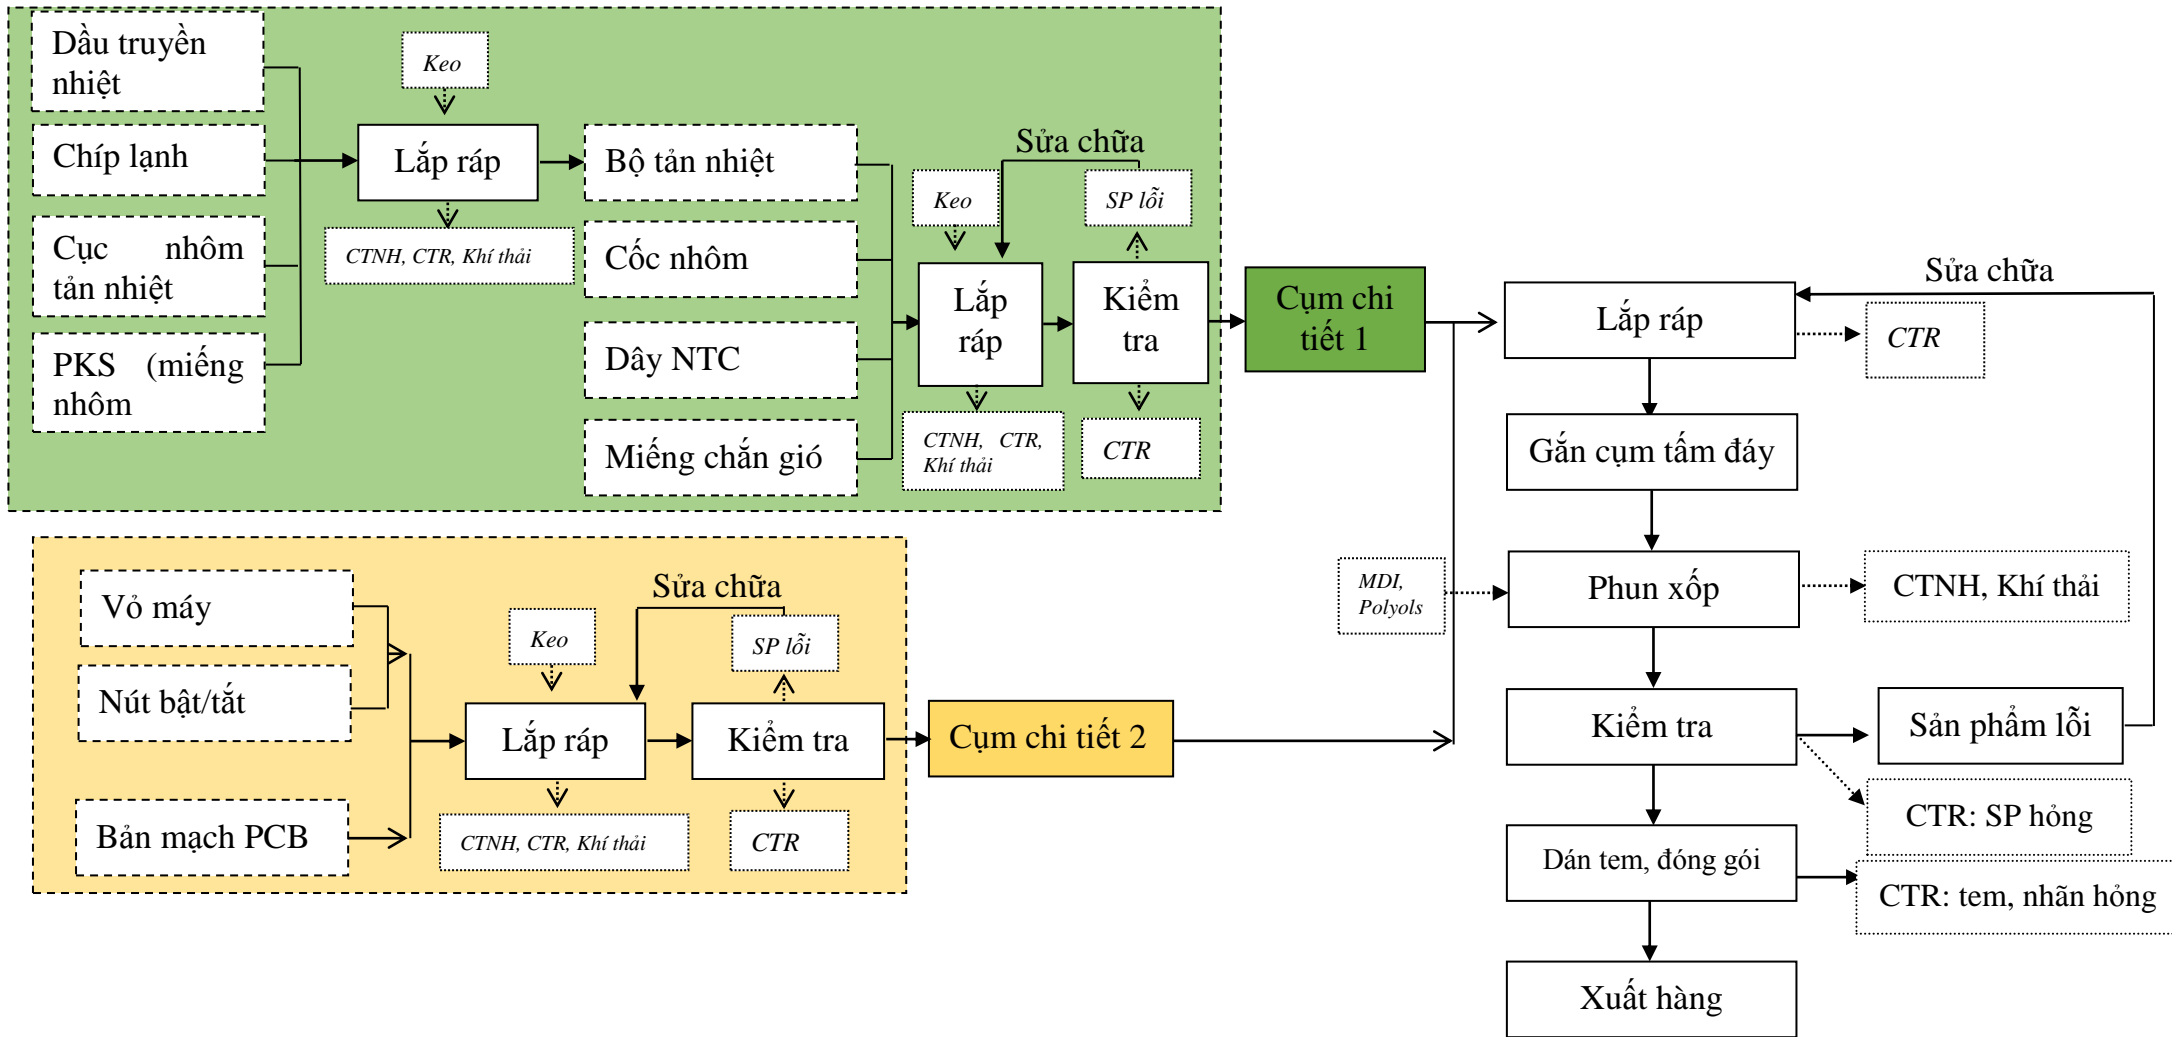 Dầu truyền
nhiệt
Chíp lạnh
Cục nhôm
tản nhiệt
PKS (miếng
nhôm
Keo
Lắp ráp
CTNH, CTR, Khí thải
Bộ tản nhiệt
Cốc nhôm
Dây NTC
Miếng chắn gió
Sửa chữa
Keo
SP lỗi
Lắp
ráp
Kiểm
tra
CTNH, CTR,
Khí thải
CTR
Cụm chi
tiết 1
Vỏ máy
Nút bật/tắt
Bản mạch PCB
Sửa chữa
Keo
SP lỗi
Lắp ráp
Kiểm tra
CTNH, CTR, Khí thải
CTR
Cụm chi tiết 2
Sửa chữa
Lắp ráp
CTR
Gắn cụm tấm đáy
MDI,
Polyols
Phun xốp
CTNH, Khí thải
Kiểm tra
Sản phẩm lỗi
CTR: SP hỏng
Dán tem, đóng gói
CTR: tem, nhãn hỏng
Xuất hàng